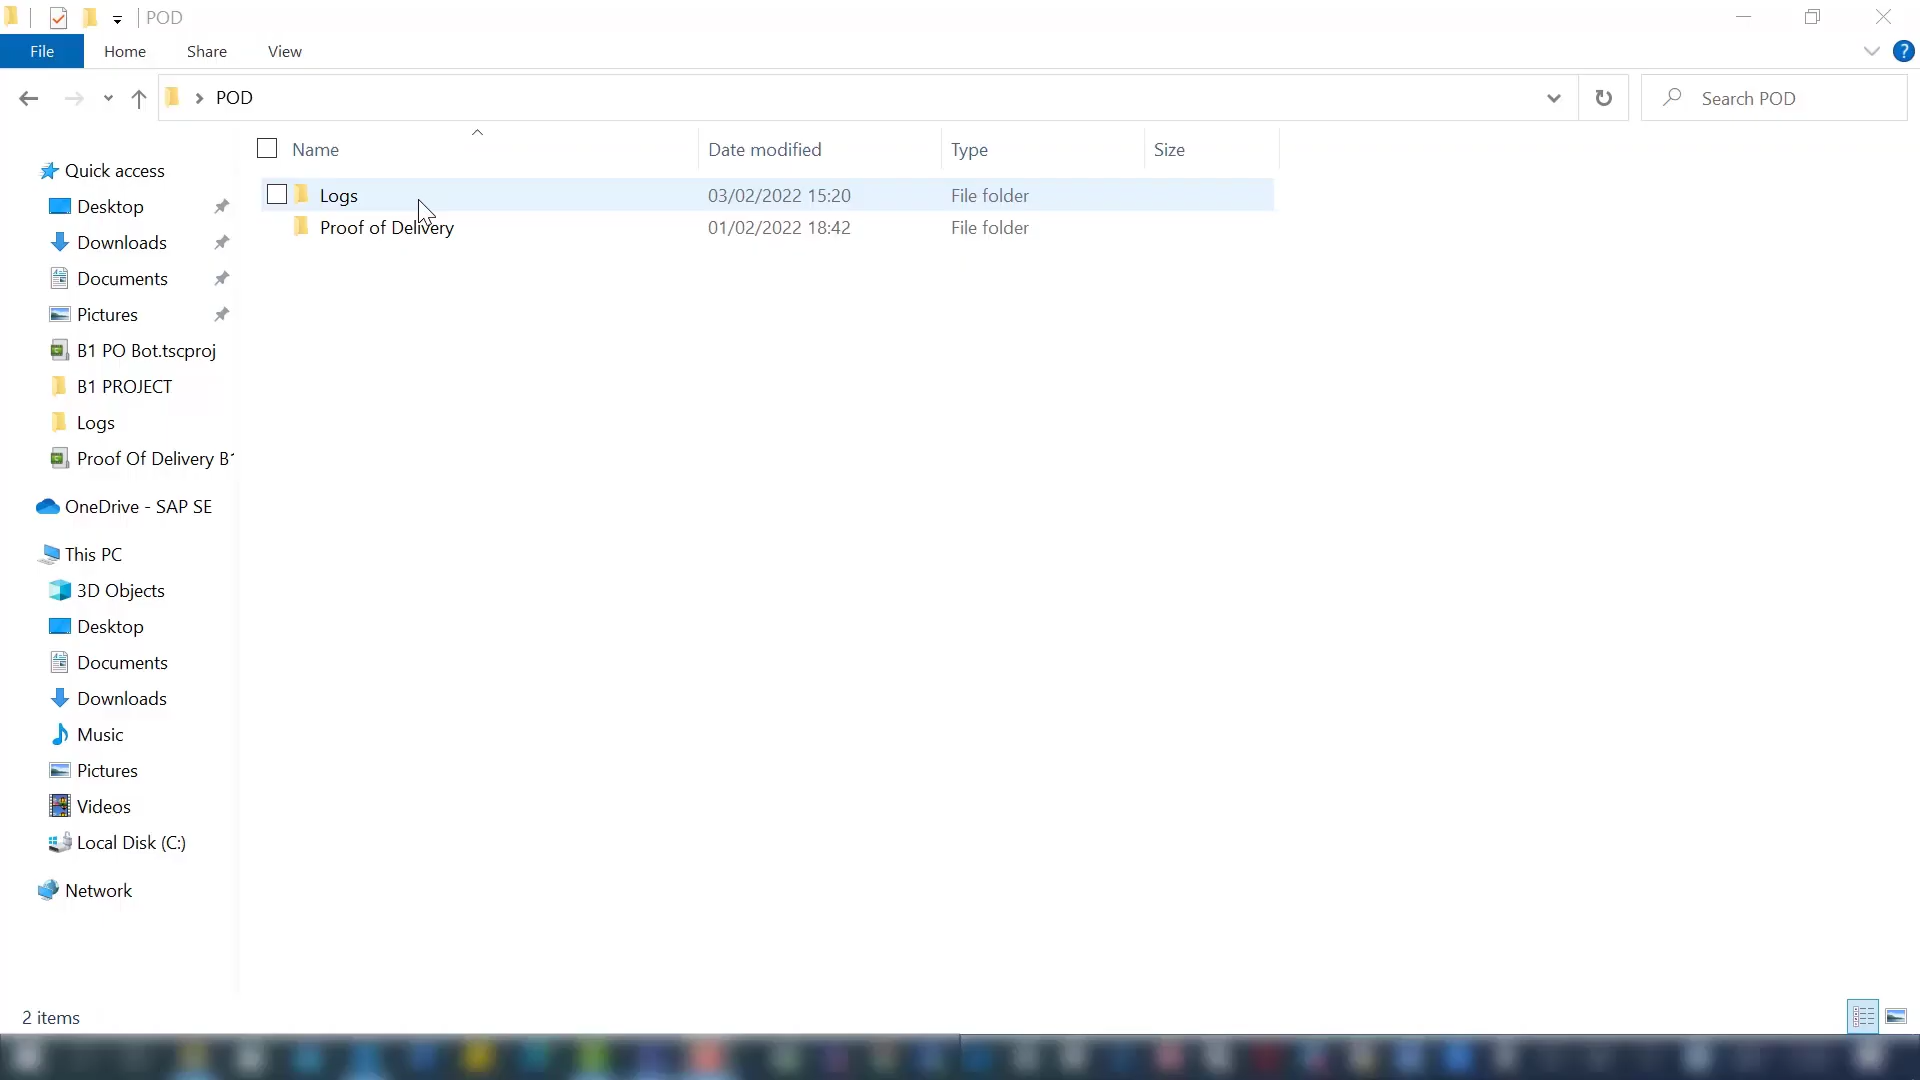 POD
File Home Share View
?
POD
Search POD
Name Date modified Type Size
Logs 03/02/2022 15:20 File folder
Proof of Delivery 01/02/2022 18:42 File folder
Quick access
Desktop
Downloads
Documents
Pictures
B1 PO Bot.tscproj
B1 PROJECT
Logs
Proof Of Delivery B1
OneDrive - SAP SE
This PC
3D Objects
Desktop
Documents
Downloads
Music
Pictures
Videos
Local Disk (C:)
Network
2 items